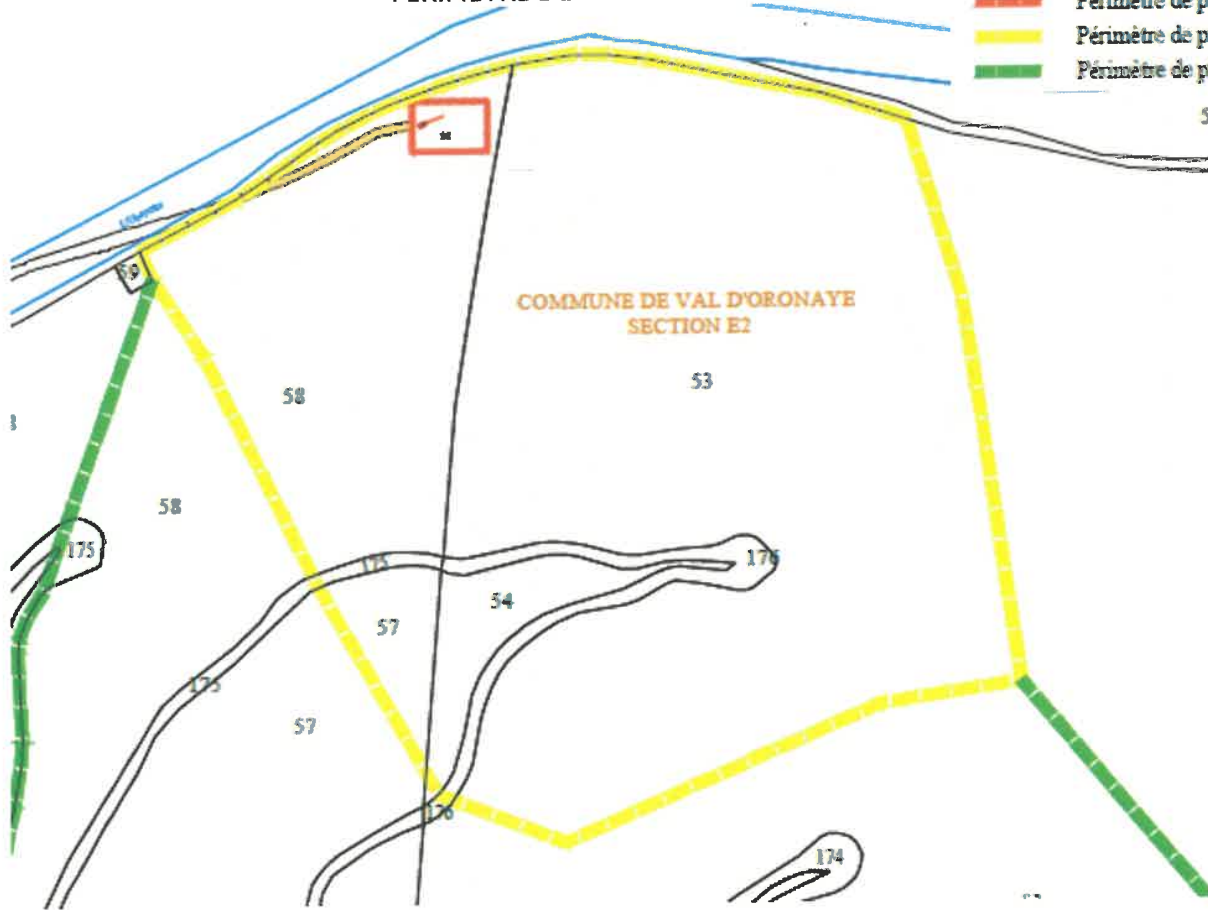 Périmètre de p
Périmètre de p
Périmètre de p
59
COMMUNE DE VAL D'ORONAYE
SECTION E2
58
53
58
175
175
176
54
57
175
57
176
174